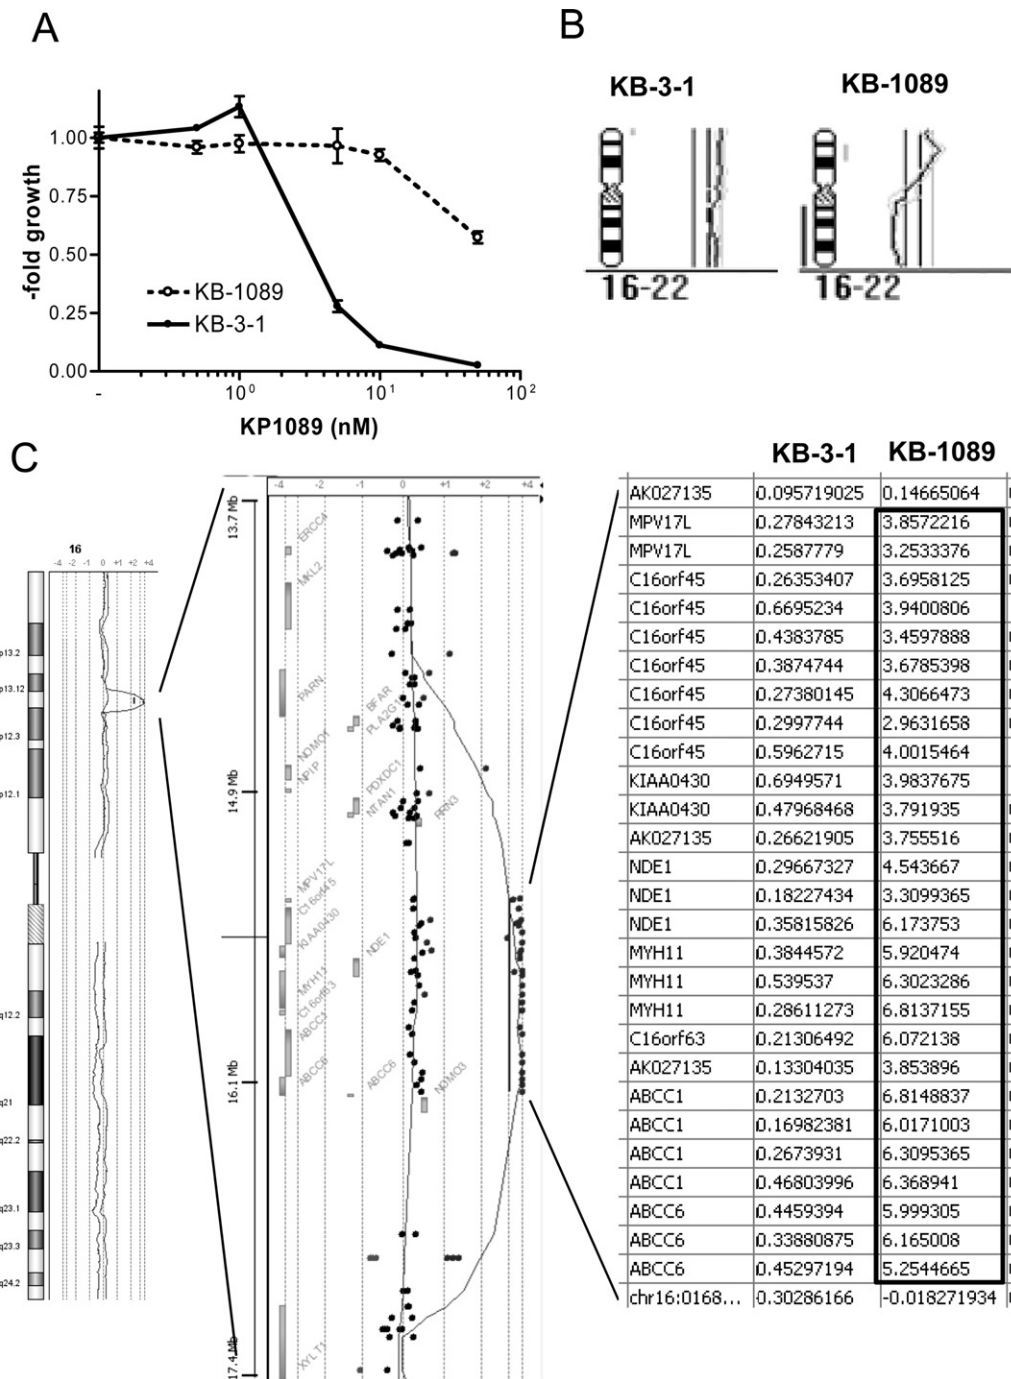 A
-fold growth
1.00
0.75
0.50
0.25
0.00
KB-1089
KB-3-1
- 10⁰ 10¹ 10²
KP1089 (nM)
B
KB-3-1 KB-1089
16-22 16-22
C
16
-4 -2 -1 0 +1 +2 +4
p13.2
p13.12
p12.3
p12.1
q12.2
q21
q22.2
q23.1
q23.3
q24.2
-4 -2 -1 0 +1 +2 +4
13.7 Mb
14.9 Mb
16.1 Mb
17.4 Mb
ERCC4
MKL2
PARN
BFAR
PLA2G1
NOMO1
NPIP
PDXDC1
NTAN1
RRN3
MPV17L
C16orf45
KIAA0430
NDE1
MYH11
C16orf63
ABCC1
ABCC6
ABCC6
NOMO3
XYLT1
KB-3-1 KB-1089
AK027135 0.095719025 0.14665064
MPV17L 0.27843213 3.8572216
MPV17L 0.2587779 3.2533376
C16orf45 0.26353407 3.6958125
C16orf45 0.6695234 3.9400806
C16orf45 0.4383785 3.4597888
C16orf45 0.3874744 3.6785398
C16orf45 0.27380145 4.3066473
C16orf45 0.2997744 2.9631658
C16orf45 0.5962715 4.0015464
KIAA0430 0.6949571 3.9837675
KIAA0430 0.47968468 3.791935
AK027135 0.26621905 3.755516
NDE1 0.29667327 4.543667
NDE1 0.18227434 3.3099365
NDE1 0.35815826 6.173753
MYH11 0.3844572 5.920474
MYH11 0.539537 6.3023286
MYH11 0.28611273 6.8137155
C16orf63 0.21306492 6.072138
AK027135 0.13304035 3.853896
ABCC1 0.2132703 6.8148837
ABCC1 0.16982381 6.0171003
ABCC1 0.2673931 6.3095365
ABCC1 0.46803996 6.368941
ABCC6 0.4459394 5.999305
ABCC6 0.33880875 6.165008
ABCC6 0.45297194 5.2544665
chr16:0168... 0.30286166 -0.018271934